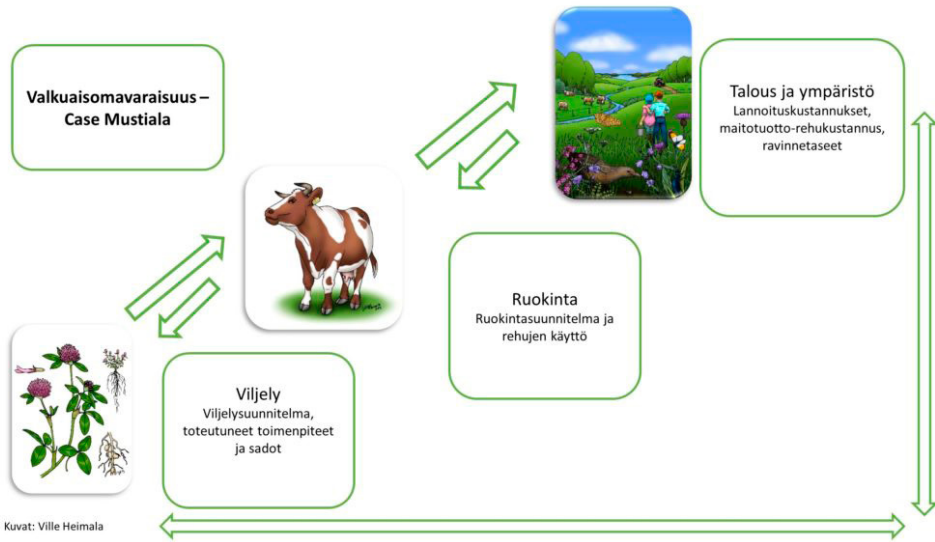 Valkuaisomavaraisuus –
Case Mustiala
Talous ja ympäristö
Lannoituskustannukset,
maitotuotto-rehukustannus,
ravinnetaseet
Ruokinta
Ruokintasuunnitelma ja
rehujen käyttö
Viljely
Viljelysuunnitelma,
toteutuneet toimenpiteet
ja sadot
Kuvat: Ville Heimala